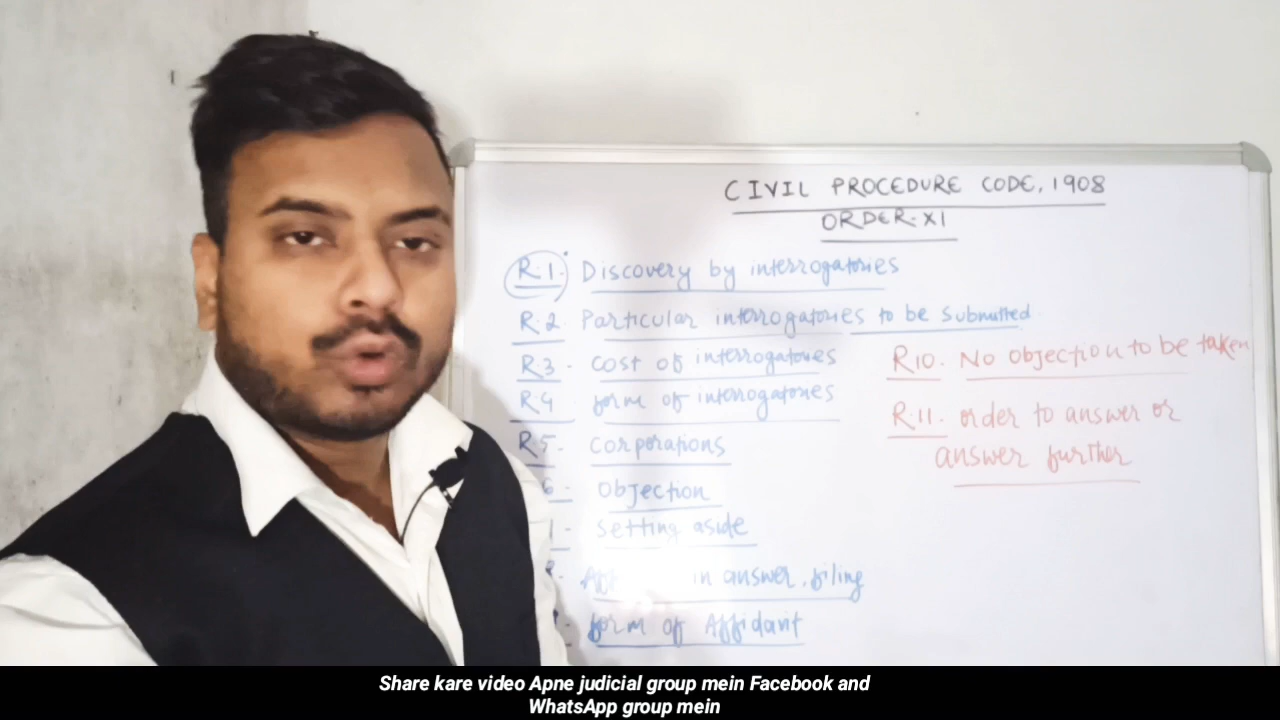 CIVIL PROCEDURE CODE, 1908
ORDER-XI
R.1. Discovery by interrogatories
R.2. Particular interrogatories to be submitted
R3. cost of interrogatories
R4 form of interrogatories
R5- corporations
6- objection
- setting aside
- in answer, filing
- form of Affidavit
R10. No objection to be taken
R.11. order to answer or
answer further
Share kare video Apne judicial group mein Facebook and
WhatsApp group mein